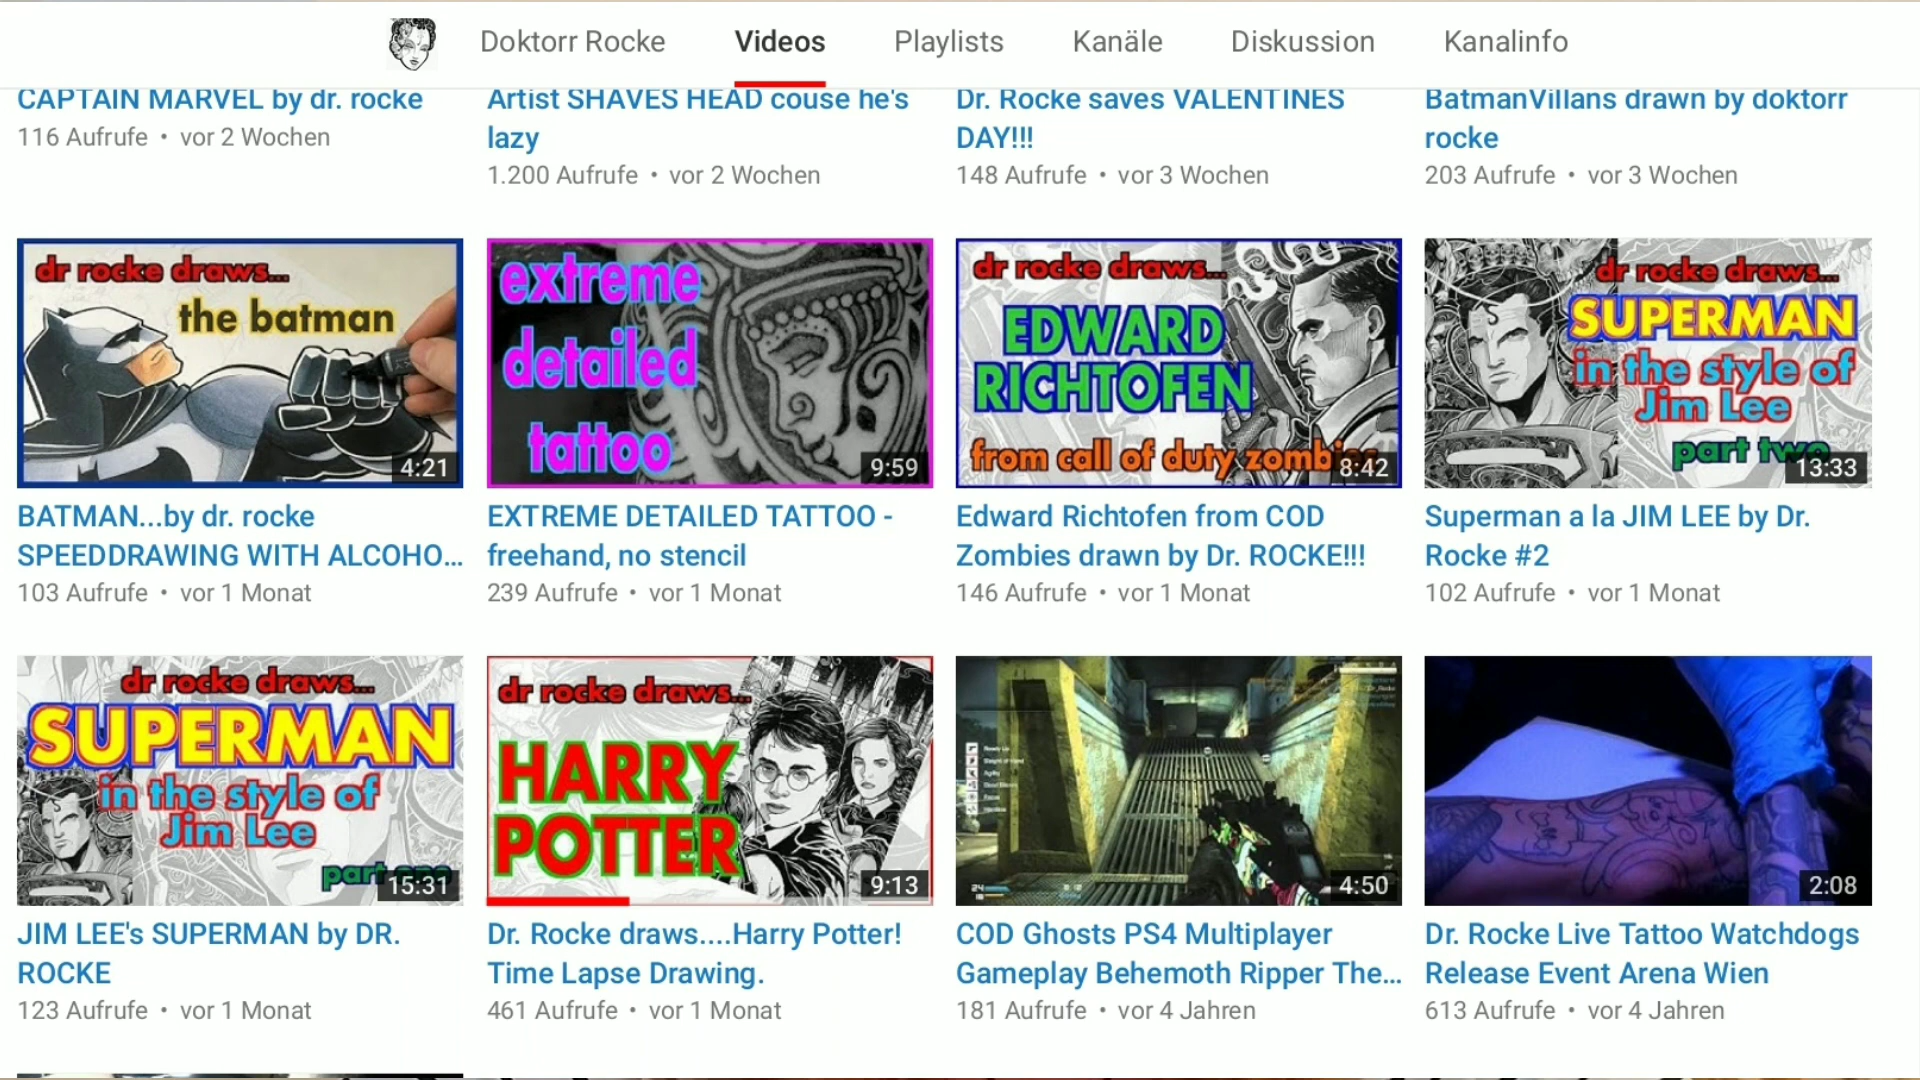 Doktorr Rocke
Videos
Playlists
Kanäle
Diskussion
Kanalinfo
CAPTAIN MARVEL by dr. rocke
116 Aufrufe • vor 2 Wochen
Artist SHAVES HEAD couse he's
lazy
1.200 Aufrufe • vor 2 Wochen
Dr. Rocke saves VALENTINES
DAY!!!
148 Aufrufe • vor 3 Wochen
BatmanVillans drawn by doktorr
rocke
203 Aufrufe • vor 3 Wochen
dr rocke draws...
the batman
4:21
BATMAN...by dr. rocke
SPEEDDRAWING WITH ALCOHO...
103 Aufrufe • vor 1 Monat
extreme
detailed
tattoo
9:59
EXTREME DETAILED TATTOO -
freehand, no stencil
239 Aufrufe • vor 1 Monat
dr rocke draws...
EDWARD
RICHTOFEN
from call of duty zomb
8:42
Edward Richtofen from COD
Zombies drawn by Dr. ROCKE!!!
146 Aufrufe • vor 1 Monat
dr rocke draws...
SUPERMAN
in the style of
Jim Lee
part two
13:33
Superman a la JIM LEE by Dr.
Rocke #2
102 Aufrufe • vor 1 Monat
dr rocke draws...
SUPERMAN
in the style of
Jim Lee
part
15:31
JIM LEE's SUPERMAN by DR.
ROCKE
123 Aufrufe • vor 1 Monat
dr rocke draws...
HARRY
POTTER
9:13
Dr. Rocke draws....Harry Potter!
Time Lapse Drawing.
461 Aufrufe • vor 1 Monat
4:50
COD Ghosts PS4 Multiplayer
Gameplay Behemoth Ripper The...
181 Aufrufe • vor 4 Jahren
2:08
Dr. Rocke Live Tattoo Watchdogs
Release Event Arena Wien
613 Aufrufe • vor 4 Jahren